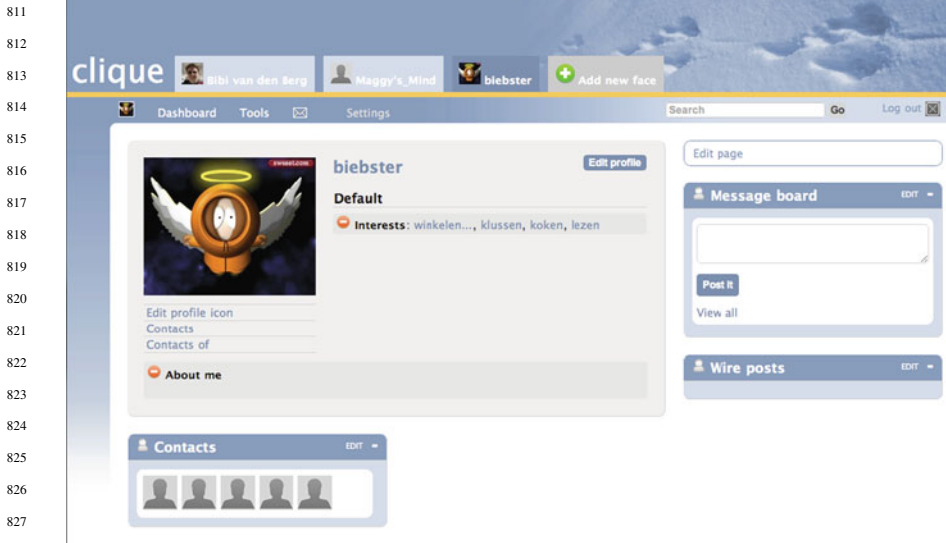 811
812
813
814
815
816
817
818
819
820
821
822
823
824
825
826
827
clique
Bibi van den Berg
Maggy's_Mind
biebster
Add new face
Dashboard Tools Settings
Search Go Log out
biebster
Edit profile
Default
Interests: winkelen..., klussen, koken, lezen
Edit profile icon
Contacts
Contacts of
About me
Contacts EDIT -
Edit page
Message board EDIT -
Post it
View all
Wire posts EDIT -